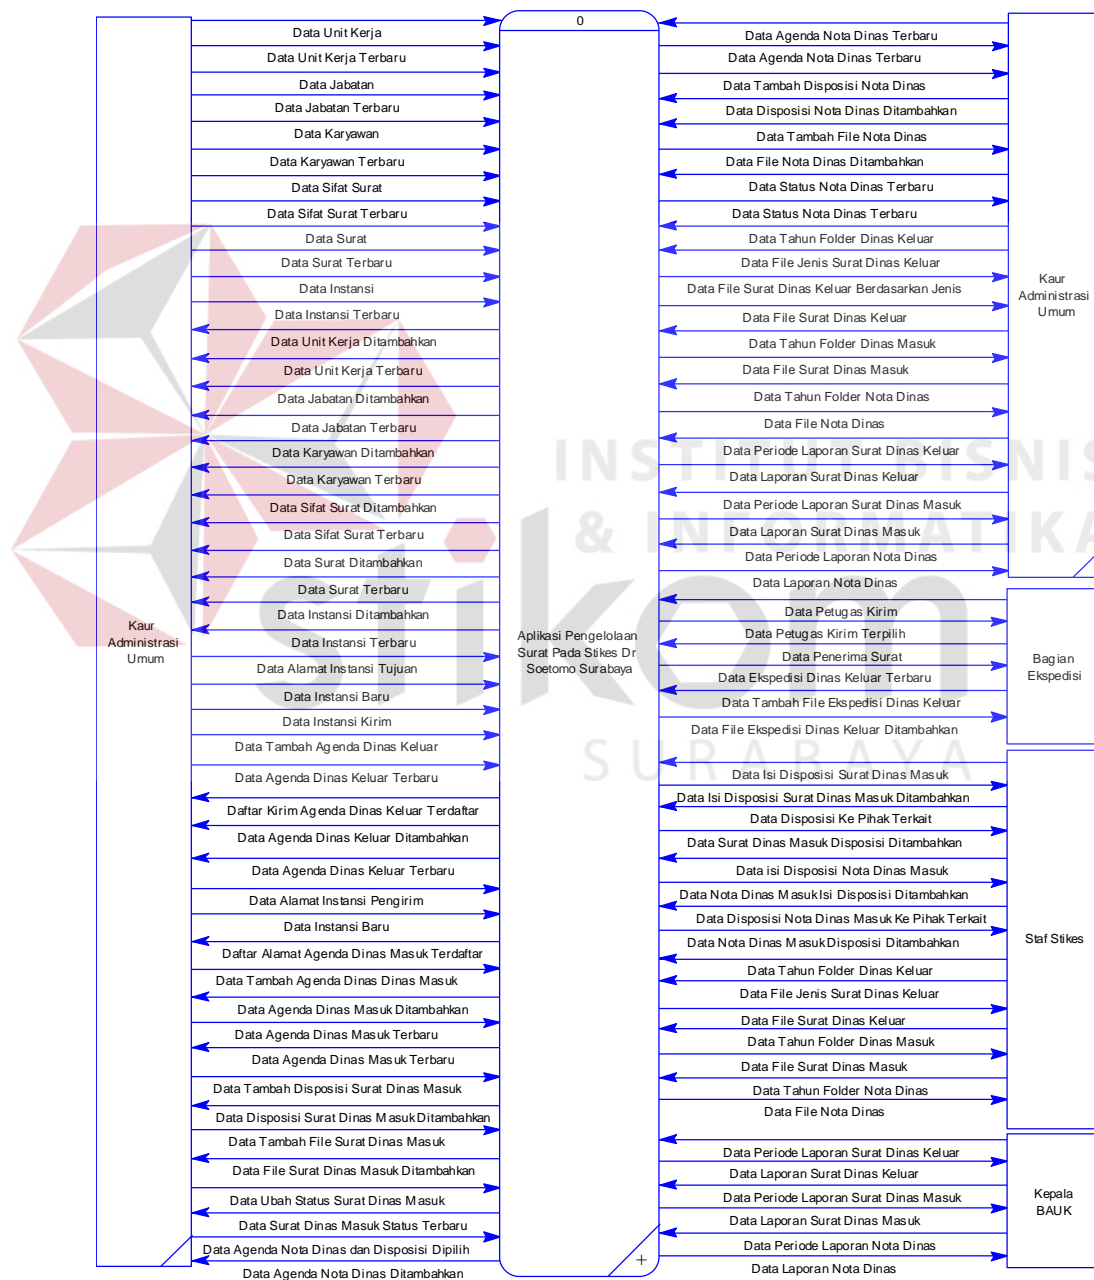 0
Data Unit Kerja
Data Unit Kerja Terbaru
Data Jabatan
Data Jabatan Terbaru
Data Karyawan
Data Karyawan Terbaru
Data Sifat Surat
Data Sifat Surat Terbaru
Data Surat
Data Surat Terbaru
Data Instansi
Data Instansi Terbaru
Data Unit Kerja Ditambahkan
Data Unit Kerja Terbaru
Data Jabatan Ditambahkan
Data Jabatan Terbaru
Data Karyawan Ditambahkan
Data Karyawan Terbaru
Data Sifat Surat Ditambahkan
Data Sifat Surat Terbaru
Data Surat Ditambahkan
Data Surat Terbaru
Data Instansi Ditambahkan
Data Instansi Terbaru
Data Alamat Instansi Tujuan
Data Instansi Baru
Data Instansi Kirim
Data Tambah Agenda Dinas Keluar
Data Agenda Dinas Keluar Terbaru
Daftar Kirim Agenda Dinas Keluar Terdaftar
Data Agenda Dinas Keluar Ditambahkan
Data Agenda Dinas Keluar Terbaru
Data Alamat Instansi Pengirim
Data Instansi Baru
Daftar Alamat Agenda Dinas Masuk Terdaftar
Data Tambah Agenda Dinas Dinas Masuk
Data Agenda Dinas Masuk Ditambahkan
Data Agenda Dinas Masuk Terbaru
Data Agenda Dinas Masuk Terbaru
Data Tambah Disposisi Surat Dinas Masuk
Data Disposisi Surat Dinas Masuk Ditambahkan
Data Tambah File Surat Dinas Masuk
Data File Surat Dinas Masuk Ditambahkan
Data Ubah Status Surat Dinas Masuk
Data Surat Dinas Masuk Status Terbaru
Data Agenda Nota Dinas dan Disposisi Dipilih
Data Agenda Nota Dinas Ditambahkan
Kaur
Administrasi
Umum
Aplikasi Pengelolaan
Surat Pada Stikes Dr
Soetomo Surabaya
+
Data Agenda Nota Dinas Terbaru
Data Agenda Nota Dinas Terbaru
Data Tambah Disposisi Nota Dinas
Data Disposisi Nota Dinas Ditambahkan
Data Tambah File Nota Dinas
Data File Nota Dinas Ditambahkan
Data Status Nota Dinas Terbaru
Data Status Nota Dinas Terbaru
Data Tahun Folder Dinas Keluar
Data File Jenis Surat Dinas Keluar
Data File Surat Dinas Keluar Berdasarkan Jenis
Data File Surat Dinas Keluar
Data Tahun Folder Dinas Masuk
Data File Surat Dinas Masuk
Data Tahun Folder Nota Dinas
Data File Nota Dinas
Data Periode Laporan Surat Dinas Keluar
Data Laporan Surat Dinas Keluar
Data Periode Laporan Surat Dinas Masuk
Data Laporan Surat Dinas Masuk
Data Periode Laporan Nota Dinas
Data Laporan Nota Dinas
Kaur
Administrasi
Umum
Data Petugas Kirim
Data Petugas Kirim Terpilih
Data Penerima Surat
Data Ekspedisi Dinas Keluar Terbaru
Data Tambah File Ekspedisi Dinas Keluar
Data File Ekspedisi Dinas Keluar Ditambahkan
Bagian
Ekspedisi
Data Isi Disposisi Surat Dinas Masuk
Data Isi Disposisi Surat Dinas Masuk Ditambahkan
Data Disposisi Ke Pihak Terkait
Data Surat Dinas Masuk Disposisi Ditambahkan
Data isi Disposisi Nota Dinas Masuk
Data Nota Dinas Masuk Isi Disposisi Ditambahkan
Data Disposisi Nota Dinas Masuk Ke Pihak Terkait
Data Nota Dinas Masuk Disposisi Ditambahkan
Data Tahun Folder Dinas Keluar
Data File Jenis Surat Dinas Keluar
Data File Surat Dinas Keluar
Data Tahun Folder Dinas Masuk
Data File Surat Dinas Masuk
Data Tahun Folder Nota Dinas
Data File Nota Dinas
Staf Stikes
Data Periode Laporan Surat Dinas Keluar
Data Laporan Surat Dinas Keluar
Data Periode Laporan Surat Dinas Masuk
Data Laporan Surat Dinas Masuk
Data Periode Laporan Nota Dinas
Data Laporan Nota Dinas
Kepala
BAUK
INSTITUT BISNIS
& INFORMATIKA
stikom
SURABAYA